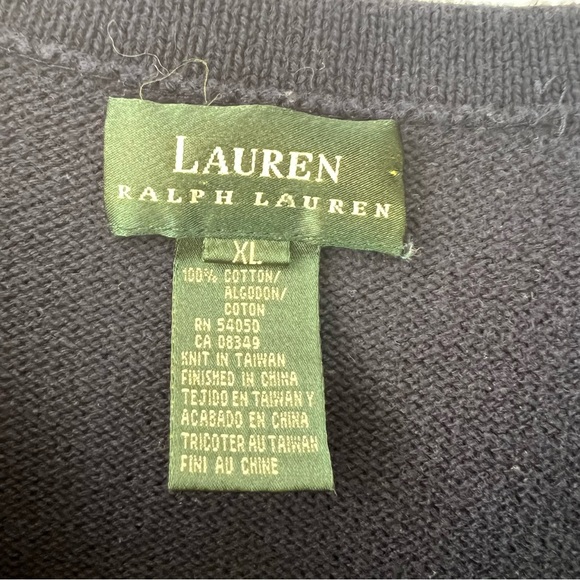 LAUREN
RALPH LAUREN
XL
100% COTTON/
ALGODON/
COTON
RN 54050
CA 08349
KNIT IN TAIWAN
FINISHED IN CHINA
TEJIDO EN TAIWAN Y
ACABADO EN CHINA
TRICOTER AU TAIWAN
FINI AU CHINE